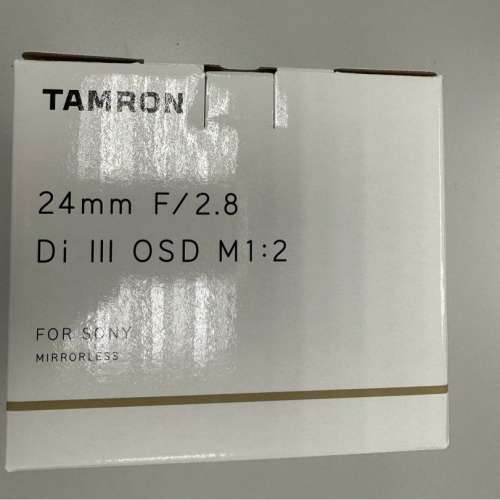 TAMRON
24mm F/2.8
Di III OSD M1:2
FOR SONY
MIRRORLESS